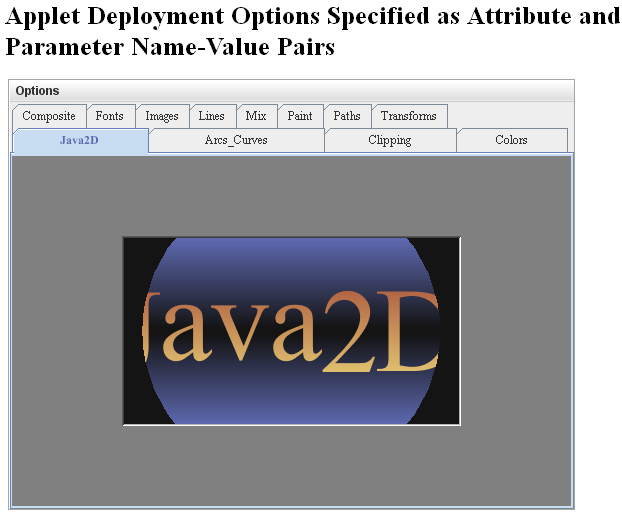 Applet Deployment Options Specified as Attribute and
Parameter Name-Value Pairs
Options
Composite Fonts Images Lines Mix Paint Paths Transforms
Java2D Arcs_Curves Clipping Colors
Java2D